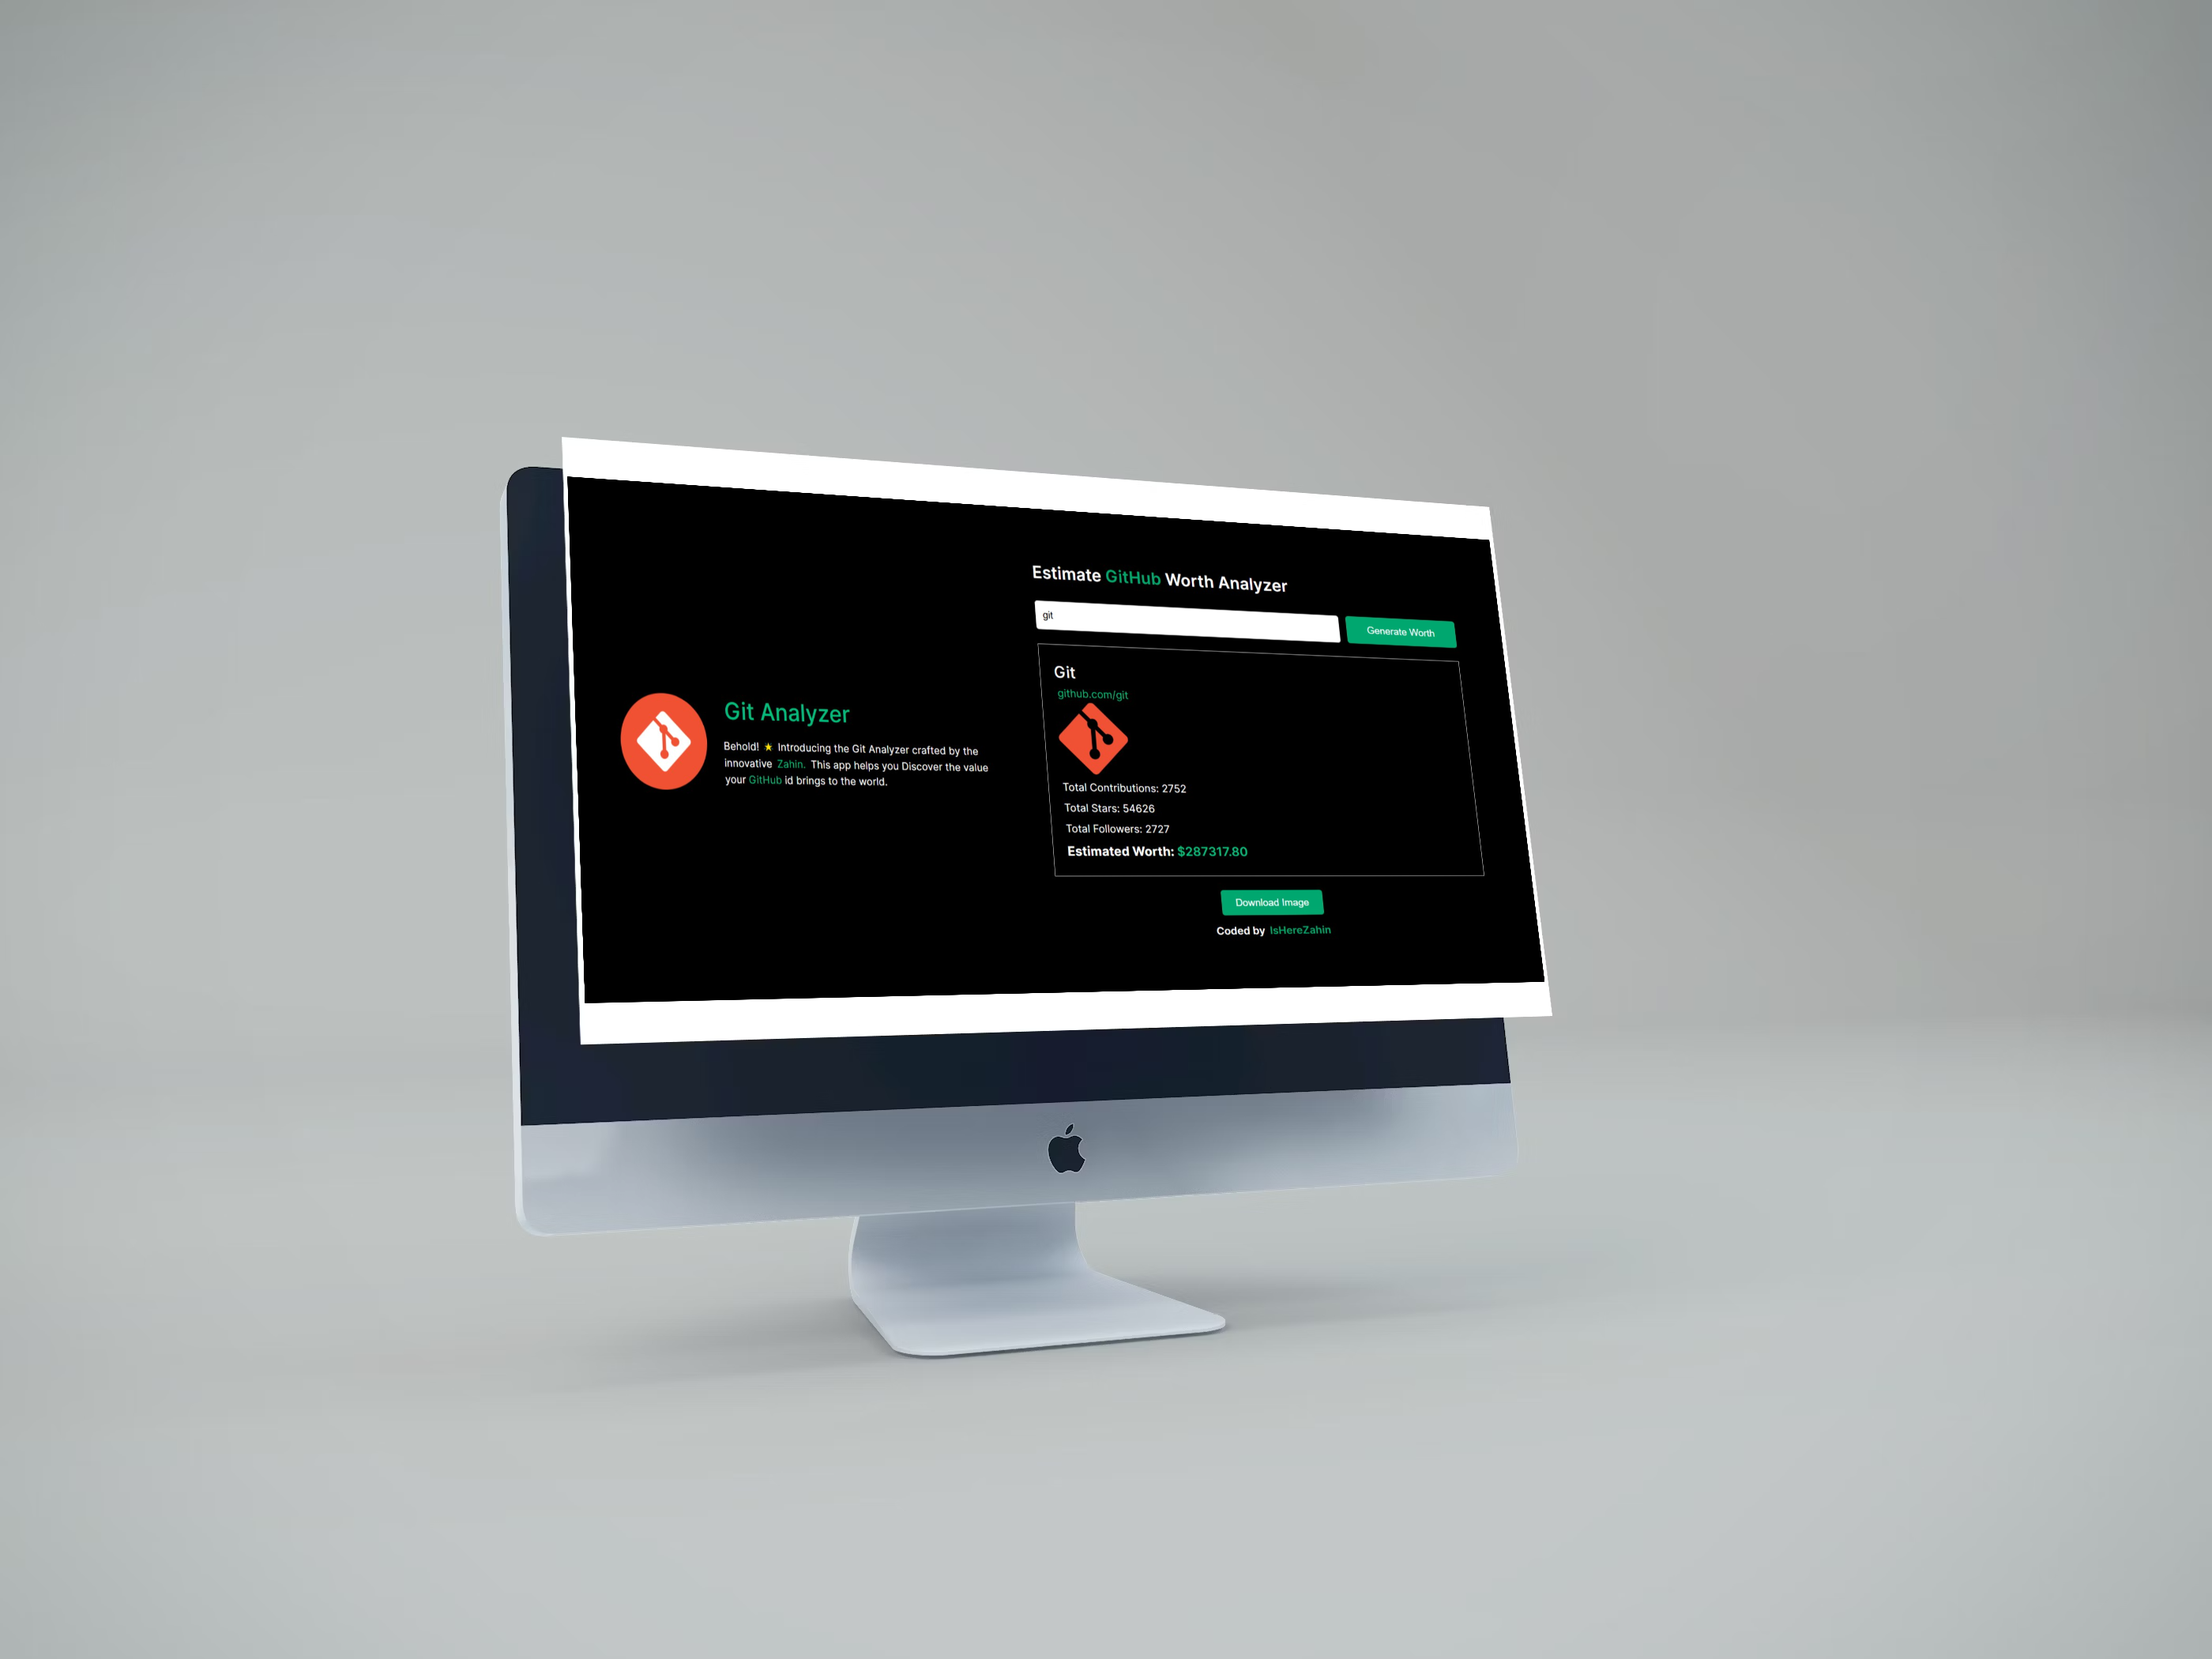 Git Analyzer
Behold! ★ Introducing the Git Analyzer crafted by the
innovative Zahin. This app helps you Discover the value
your GitHub id brings to the world.
Estimate GitHub Worth Analyzer
git
Generate Worth
Git
github.com/git
Total Contributions: 2752
Total Stars: 54626
Total Followers: 2727
Estimated Worth: $287317.80
Download Image
Coded by IsHereZahin